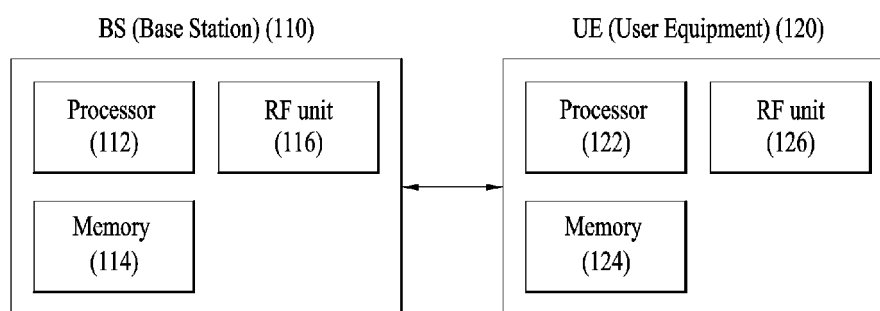 BS (Base Station) (110)
UE (User Equipment) (120)
Processor
(112)
RF unit
(116)
Memory
(114)
Processor
(122)
RF unit
(126)
Memory
(124)